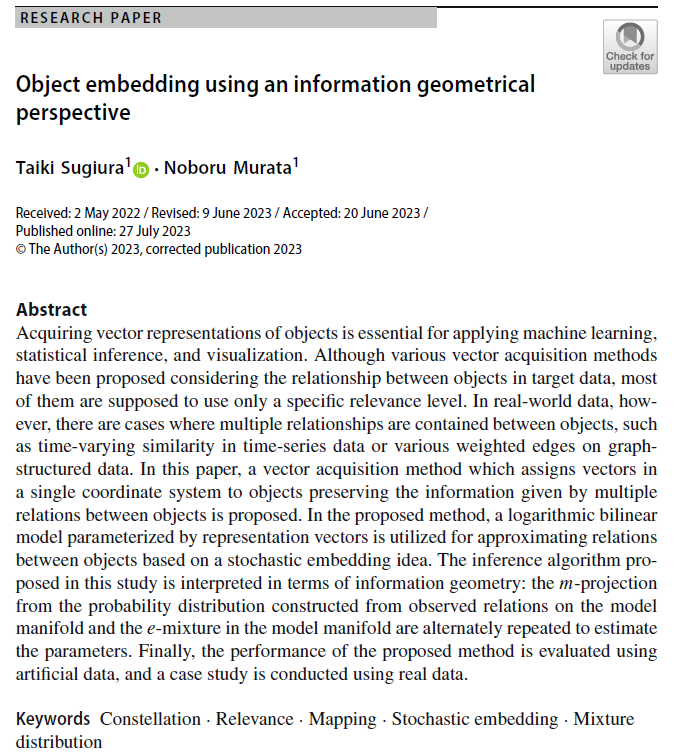 RESEARCH PAPER
Check for
updates
Object embedding using an information geometrical
perspective
Taiki Sugiura1 iD · Noboru Murata1
Received: 2 May 2022 / Revised: 9 June 2023 / Accepted: 20 June 2023 /
Published online: 27 July 2023
© The Author(s) 2023, corrected publication 2023
Abstract
Acquiring vector representations of objects is essential for applying machine learning,
statistical inference, and visualization. Although various vector acquisition methods
have been proposed considering the relationship between objects in target data, most
of them are supposed to use only a specific relevance level. In real-world data, how-
ever, there are cases where multiple relationships are contained between objects, such
as time-varying similarity in time-series data or various weighted edges on graph-
structured data. In this paper, a vector acquisition method which assigns vectors in
a single coordinate system to objects preserving the information given by multiple
relations between objects is proposed. In the proposed method, a logarithmic bilinear
model parameterized by representation vectors is utilized for approximating relations
between objects based on a stochastic embedding idea. The inference algorithm pro-
posed in this study is interpreted in terms of information geometry: the m-projection
from the probability distribution constructed from observed relations on the model
manifold and the e-mixture in the model manifold are alternately repeated to estimate
the parameters. Finally, the performance of the proposed method is evaluated using
artificial data, and a case study is conducted using real data.
Keywords Constellation · Relevance · Mapping · Stochastic embedding · Mixture
distribution